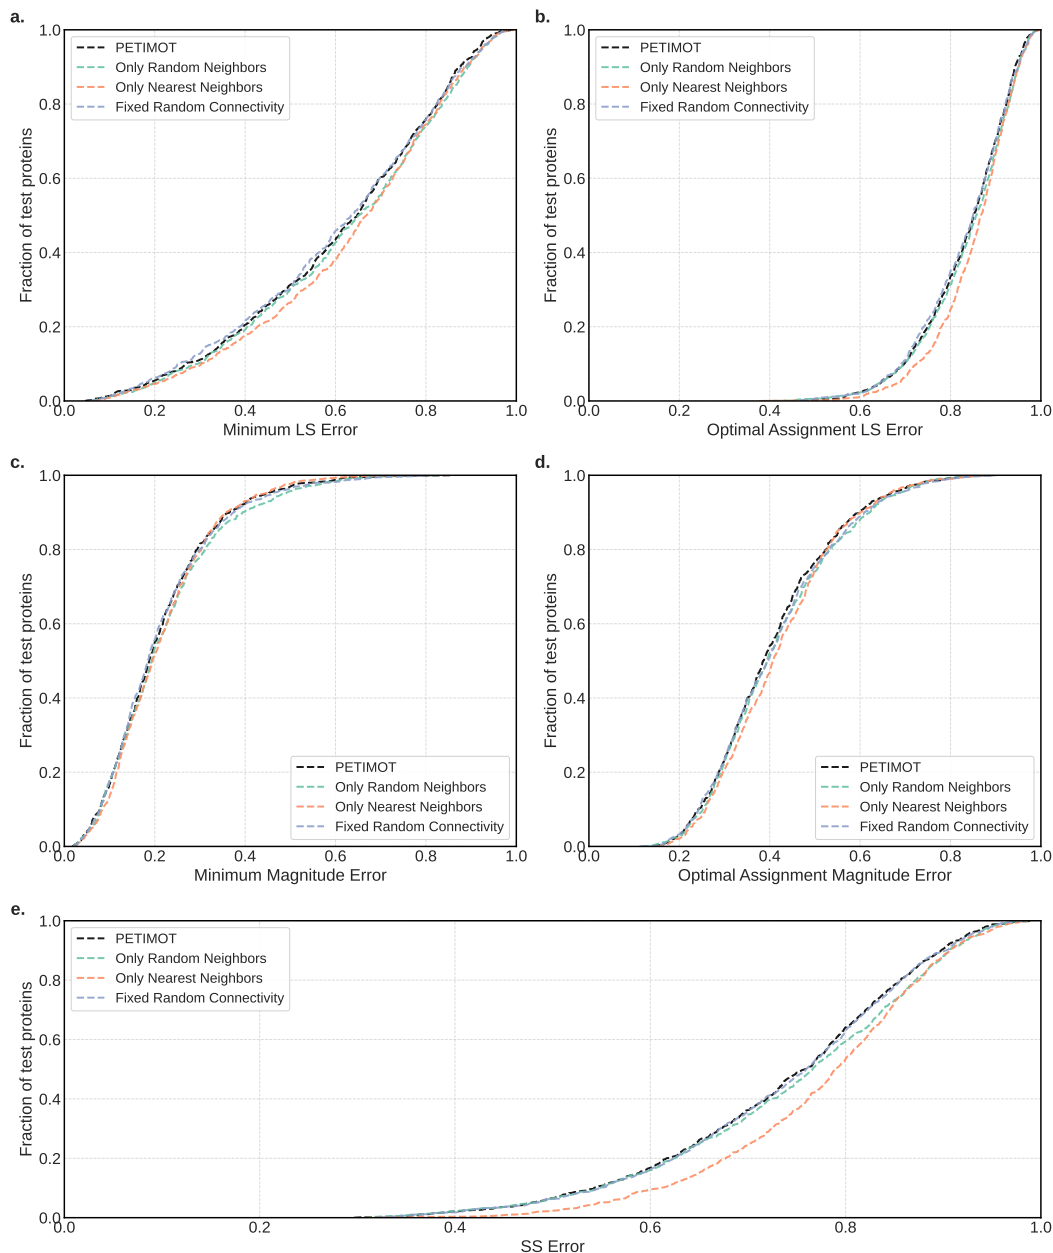 a.
1.0
0.8
0.6
0.4
0.2
0.0
Fraction of test proteins
PETIMOT
Only Random Neighbors
Only Nearest Neighbors
Fixed Random Connectivity
0.0 0.2 0.4 0.6 0.8 1.0
Minimum LS Error
b.
1.0
0.8
0.6
0.4
0.2
0.0
Fraction of test proteins
PETIMOT
Only Random Neighbors
Only Nearest Neighbors
Fixed Random Connectivity
0.0 0.2 0.4 0.6 0.8 1.0
Optimal Assignment LS Error
c.
1.0
0.8
0.6
0.4
0.2
0.0
Fraction of test proteins
PETIMOT
Only Random Neighbors
Only Nearest Neighbors
Fixed Random Connectivity
0.0 0.2 0.4 0.6 0.8 1.0
Minimum Magnitude Error
d.
1.0
0.8
0.6
0.4
0.2
0.0
Fraction of test proteins
PETIMOT
Only Random Neighbors
Only Nearest Neighbors
Fixed Random Connectivity
0.0 0.2 0.4 0.6 0.8 1.0
Optimal Assignment Magnitude Error
e.
1.0
0.8
0.6
0.4
0.2
0.0
Fraction of test proteins
PETIMOT
Only Random Neighbors
Only Nearest Neighbors
Fixed Random Connectivity
0.0 0.2 0.4 0.6 0.8 1.0
SS Error